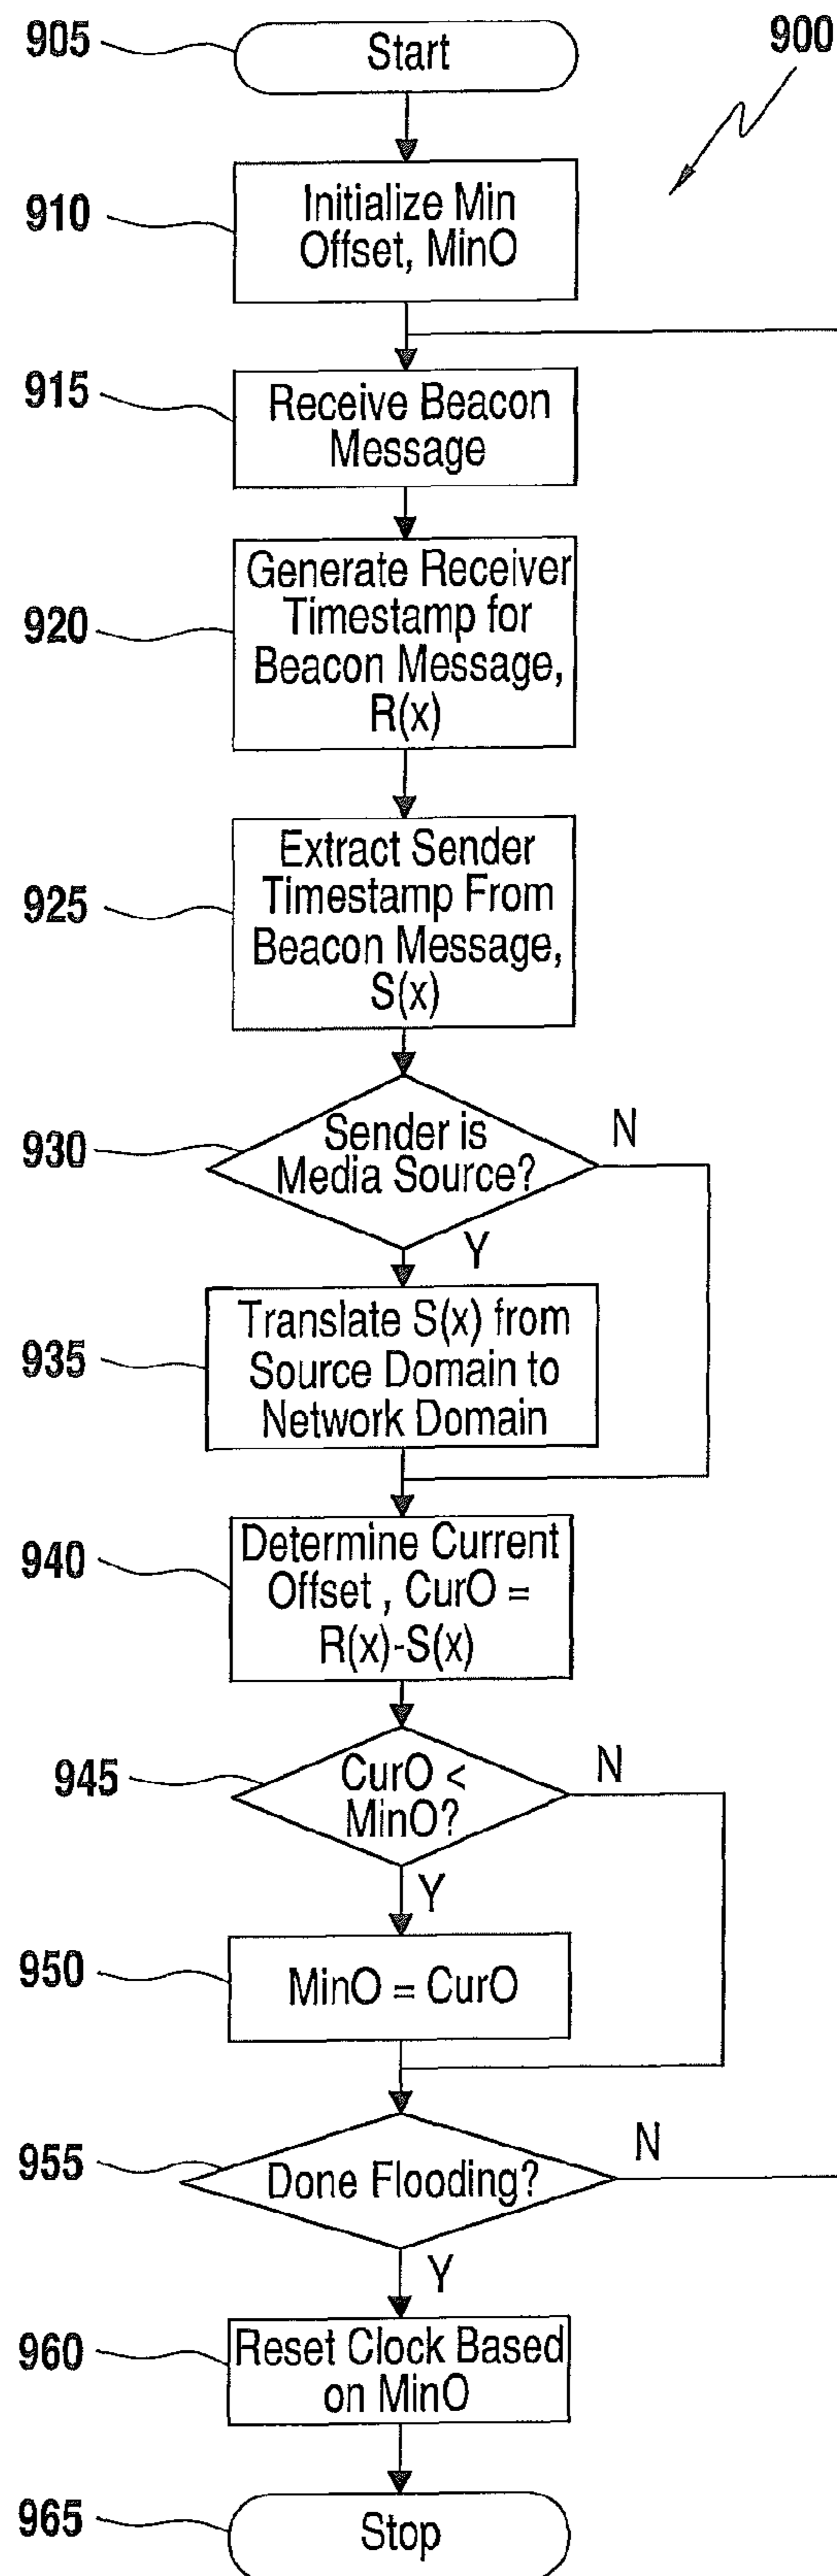 905
Start
900
910
Initialize Min
Offset, MinO
915
Receive Beacon
Message
920
Generate Receiver
Timestamp for
Beacon Message,
R(x)
925
Extract Sender
Timestamp From
Beacon Message,
S(x)
930
Sender is
Media Source?
N
Y
935
Translate S(x) from
Source Domain to
Network Domain
940
Determine Current
Offset , CurO =
R(x)-S(x)
945
CurO <
MinO?
N
Y
950
MinO = CurO
955
Done Flooding?
N
Y
960
Reset Clock Based
on MinO
965
Stop